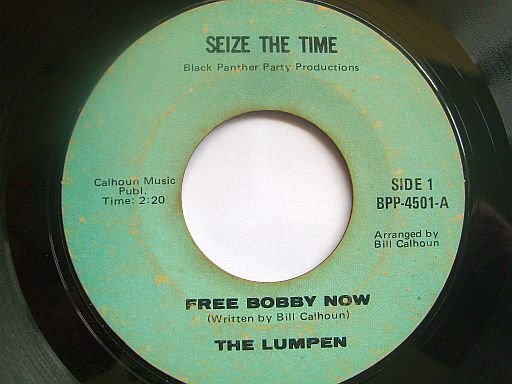 SEIZE THE TIME
Black Panther Party Productions
Calhoun Music
Publ.
Time: 2:20
SIDE 1
BPP-4501-A
Arranged by
Bill Calhoun
FREE BOBBY NOW
(Written by Bill Calhoun)
THE LUMPEN